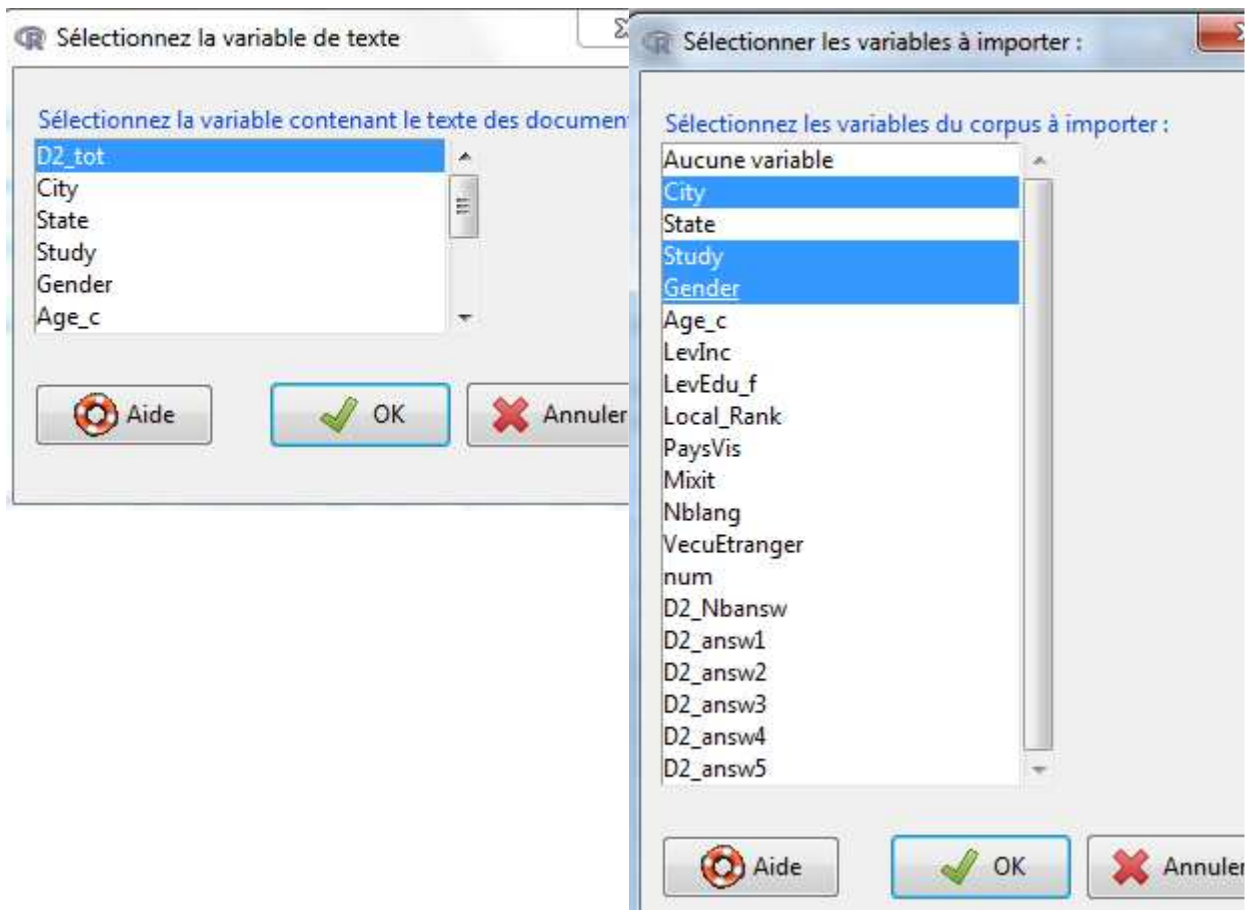 Sélectionnez la variable de texte
Sélectionnez la variable contenant le texte des documen
D2_tot
City
State
Study
Gender
Age_c
Aide
OK
Annuler
Sélectionner les variables à importer :
Sélectionnez les variables du corpus à importer :
Aucune variable
City
State
Study
Gender
Age_c
LevInc
LevEdu_f
Local_Rank
PaysVis
Mixit
Nblang
VecuEtranger
num
D2_Nbansw
D2_answ1
D2_answ2
D2_answ3
D2_answ4
D2_answ5
Aide
OK
Annuler